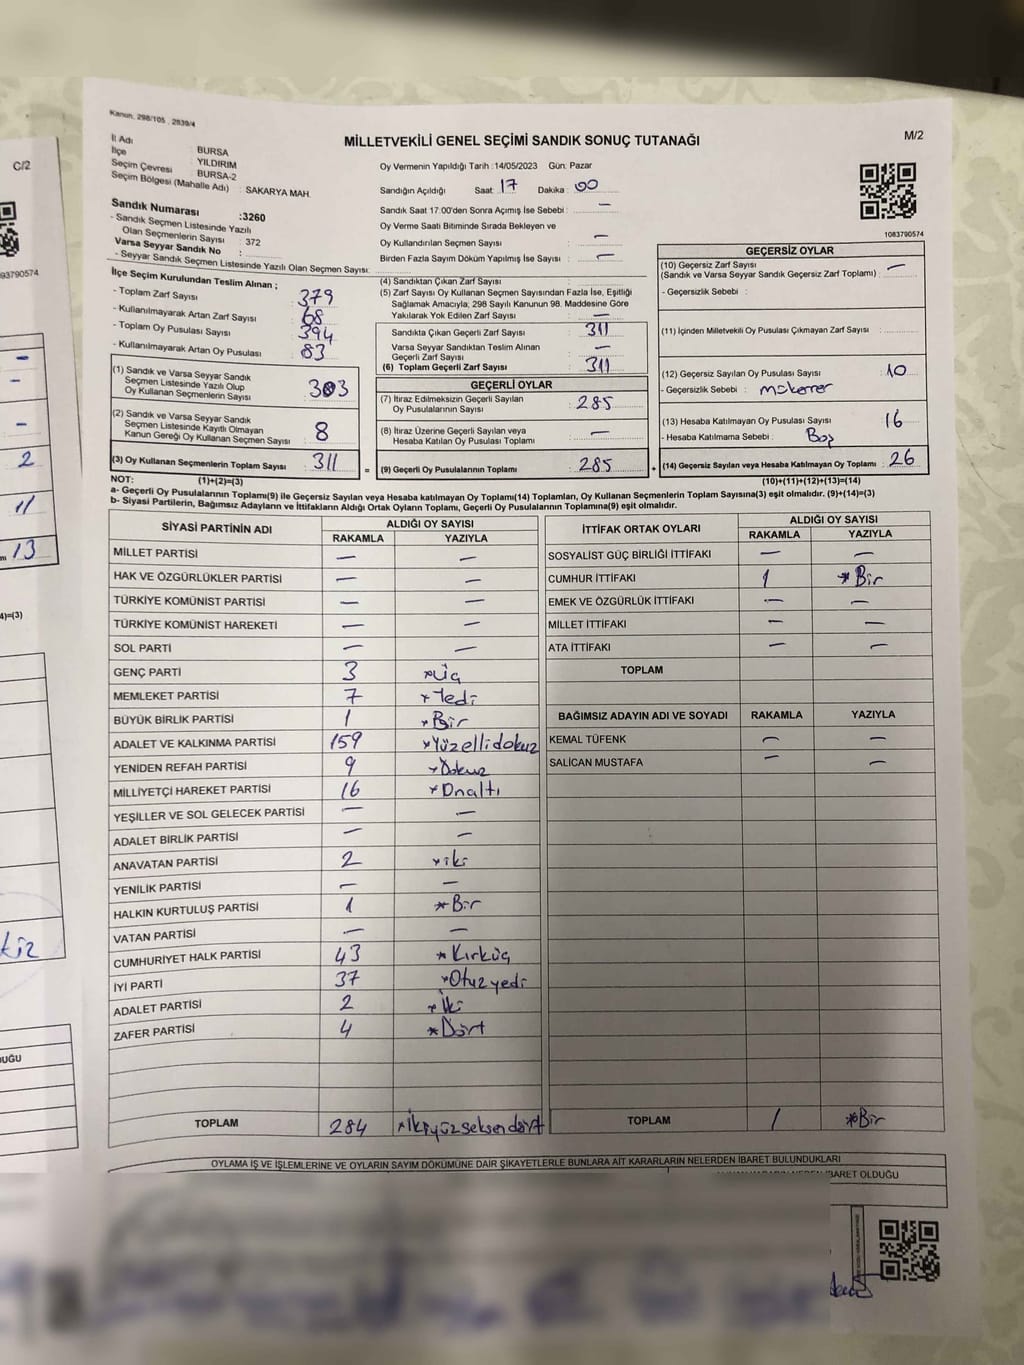 Kanun, 298/105 , 2839/4
MİLLETVEKİLİ GENEL SEÇİMİ SANDIK SONUÇ TUTANAĞI
M/2
C/2
İl Adı : BURSA
İlçe : YILDIRIM
Seçim Çevresi : BURSA-2
Seçim Bölgesi (Mahalle Adı) : SAKARYA MAH.
Oy Vermenin Yapıldığı Tarih :14/05/2023 Gün: Pazar
Sandığın Açıldığı Saat: 17 Dakika : 00
Sandık Saat 17:00'den Sonra Açımış İse Sebebi : —
Oy Verme Saati Bitiminde Sırada Bekleyen ve
Oy Kullandırılan Seçmen Sayısı : —
Birden Fazla Sayım Döküm Yapılmış İse Sayısı : —
Sandık Numarası :3260
- Sandık Seçmen Listesinde Yazılı
Olan Seçmenlerin Sayısı : 372
Varsa Seyyar Sandık No :
- Seyyar Sandık Seçmen Listesinde Yazılı Olan Seçmen Sayısı:
1083790574
93790574
İlçe Seçim Kurulundan Teslim Alınan ;
- Toplam Zarf Sayısı : 379
- Kullanılmayarak Artan Zarf Sayısı : 68
- Toplam Oy Pusulası Sayısı : 394
- Kullanılmayarak Artan Oy Pusulası : 83
(1) Sandık ve Varsa Seyyar Sandık
Seçmen Listesinde Yazılı Olup
Oy Kullanan Seçmenlerin Sayısı : 303
(2) Sandık ve Varsa Seyyar Sandık
Seçmen Listesinde Kayıtlı Olmayan
Kanun Gereği Oy Kullanan Seçmen Sayısı : 8
(3) Oy Kullanan Seçmenlerin Toplam Sayısı : 311
(4) Sandıktan Çıkan Zarf Sayısı :
(5) Zarf Sayısı Oy Kullanan Seçmen Sayısından Fazla İse, Eşitliği
Sağlamak Amacıyla; 298 Sayılı Kanunun 98. Maddesine Göre
Yakılarak Yok Edilen Zarf Sayısı : —
Sandıkta Çıkan Geçerli Zarf Sayısı : 311
Varsa Seyyar Sandıktan Teslim Alınan
Geçerli Zarf Sayısı : —
(6) Toplam Geçerli Zarf Sayısı : 311
GEÇERLİ OYLAR
(7) İtiraz Edilmeksizin Geçerli Sayılan
Oy Pusulalarının Sayısı : 285
(8) İtiraz Üzerine Geçerli Sayılan veya
Hesaba Katılan Oy Pusulası Toplamı : —
= (9) Geçerli Oy Pusulalarının Toplamı : 285
GEÇERSİZ OYLAR
(10) Geçersiz Zarf Sayısı
(Sandık ve Varsa Seyyar Sandık Geçersiz Zarf Toplamı) : —
- Geçersizlik Sebebi :
(11) İçinden Milletvekili Oy Pusulası Çıkmayan Zarf Sayısı :
(12) Geçersiz Sayılan Oy Pusulası Sayısı : 10
- Geçersizlik Sebebi : mükerrer
(13) Hesaba Katılmayan Oy Pusulası Sayısı : 16
- Hesaba Katılmama Sebebi : Boş
+ (14) Geçersiz Sayılan veya Hesaba Katılmayan Oy Toplamı : 26
NOT: (1)+(2)=(3)
(10)+(11)+(12)+(13)=(14)
a- Geçerli Oy Pusulalarının Toplamı(9) ile Geçersiz Sayılan veya Hesaba katılmayan Oy Toplamı(14) Toplamları, Oy Kullanan Seçmenlerin Toplam Sayısına(3) eşit olmalıdır. (9)+(14)=(3)
b- Siyasi Partilerin, Bağımsız Adayların ve İttifakların Aldığı Ortak Oyların Toplamı, Geçerli Oy Pusulalarının Toplamına(9) eşit olmalıdır.
SİYASİ PARTİNİN ADI
ALDIĞI OY SAYISI
RAKAMLA YAZIYLA
MİLLET PARTİSİ — —
HAK VE ÖZGÜRLÜKLER PARTİSİ — —
TÜRKİYE KOMÜNİST PARTİSİ — —
TÜRKİYE KOMÜNİST HAREKETİ — —
SOL PARTİ — —
GENÇ PARTİ 3 *Üç
MEMLEKET PARTİSİ 7 *Yedi
BÜYÜK BİRLİK PARTİSİ 1 *Bir
ADALET VE KALKINMA PARTİSİ 159 *Yüzellidokuz
YENİDEN REFAH PARTİSİ 9 *Dokuz
MİLLİYETÇİ HAREKET PARTİSİ 16 *Onaltı
YEŞİLLER VE SOL GELECEK PARTİSİ — —
ADALET BİRLİK PARTİSİ — —
ANAVATAN PARTİSİ 2 *iki
YENİLİK PARTİSİ — —
HALKIN KURTULUŞ PARTİSİ 1 *Bir
VATAN PARTİSİ — —
CUMHURİYET HALK PARTİSİ 43 *Kırküç
İYİ PARTİ 37 *Otuzyedi
ADALET PARTİSİ 2 *İki
ZAFER PARTİSİ 4 *Dört
TOPLAM 284 *İkiyüzseksendört
İTTİFAK ORTAK OYLARI
ALDIĞI OY SAYISI
RAKAMLA YAZIYLA
SOSYALİST GÜÇ BİRLİĞİ İTTİFAKI — —
CUMHUR İTTİFAKI 1 *Bir
EMEK VE ÖZGÜRLÜK İTTİFAKI — —
MİLLET İTTİFAKI — —
ATA İTTİFAKI — —
TOPLAM
BAĞIMSIZ ADAYIN ADI VE SOYADI RAKAMLA YAZIYLA
KEMAL TÜFENK — —
SALİCAN MUSTAFA — —
TOPLAM 1 *Bir
OYLAMA İŞ VE İŞLEMLERİNE VE OYLARIN SAYIM DÖKÜMÜNE DAİR ŞİKAYETLERLE BUNLARA AİT KARARLARIN NELERDEN İBARET BULUNDUKLARI
İBARET OLDUĞU
2
11
13
4)=(3)
DUĞU